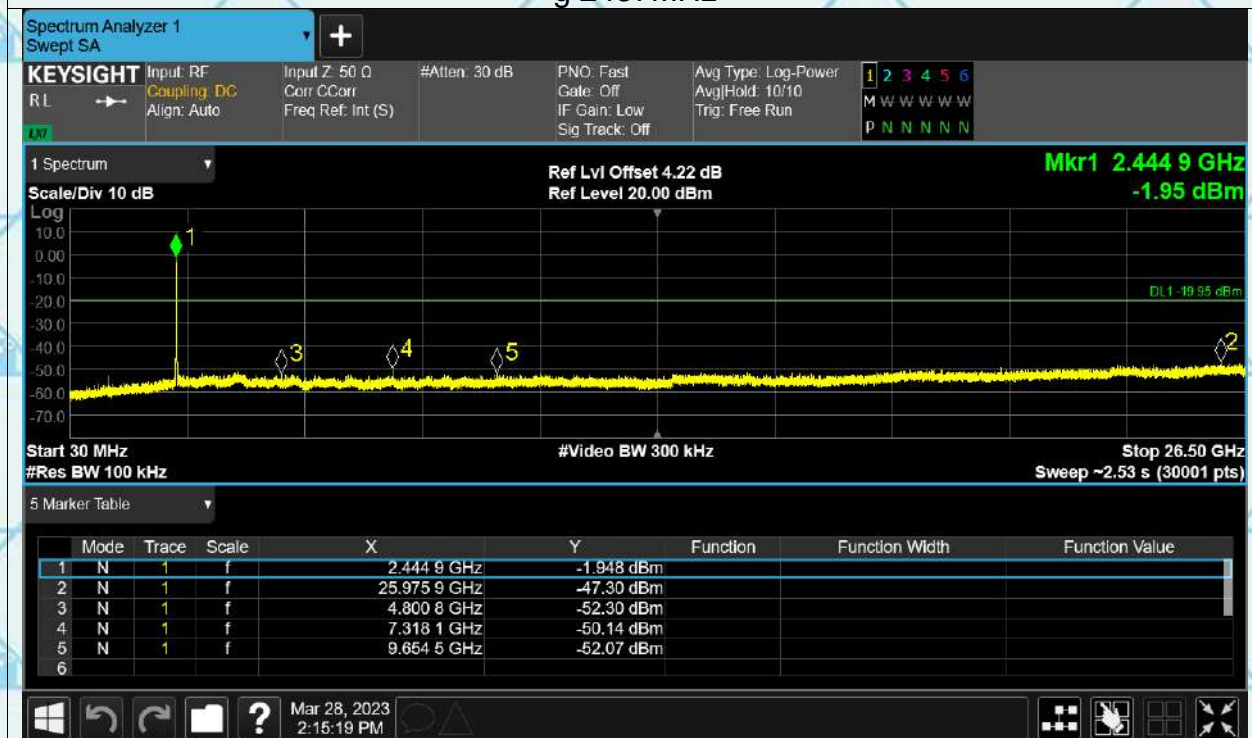 g 2437MHz
Spectrum Analyzer 1
Swept SA
+
KEYSIGHT
RL
LXI
Input: RF
Coupling: DC
Align: Auto
Input Z: 50 Ω
Corr CCorr
Freq Ref: Int (S)
#Atten: 30 dB
PNO: Fast
Gate: Off
IF Gain: Low
Sig Track: Off
Avg Type: Log-Power
Avg|Hold: 10/10
Trig: Free Run
1 2 3 4 5 6
M W W W W W
P N N N N N
1 Spectrum
Scale/Div 10 dB
Ref Lvl Offset 4.22 dB
Ref Level 20.00 dBm
Mkr1 2.444 9 GHz
-1.95 dBm
Log
10.0
0.00
-10.0
-20.0
-30.0
-40.0
-50.0
-60.0
-70.0
1
DL1 -19.95 dBm
3
4
5
2
Start 30 MHz
#Res BW 100 kHz
#Video BW 300 kHz
Stop 26.50 GHz
Sweep ~2.53 s (30001 pts)
5 Marker Table
Mode Trace Scale X Y Function Function Width Function Value
1 N 1 f 2.444 9 GHz -1.948 dBm
2 N 1 f 25.975 9 GHz -47.30 dBm
3 N 1 f 4.800 8 GHz -52.30 dBm
4 N 1 f 7.318 1 GHz -50.14 dBm
5 N 1 f 9.654 5 GHz -52.07 dBm
6
?
Mar 28, 2023
2:15:19 PM